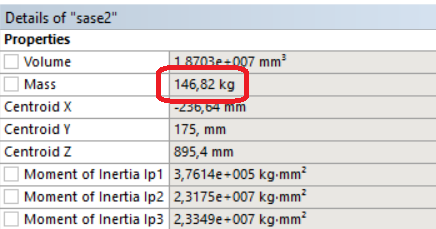 Details of "sase2"
Properties
Volume 1,8703e+007 mm³
Mass 146,82 kg
Centroid X -236,64 mm
Centroid Y 175, mm
Centroid Z 895,4 mm
Moment of Inertia Ip1 3,7614e+005 kg·mm²
Moment of Inertia Ip2 2,3175e+007 kg·mm²
Moment of Inertia Ip3 2,3349e+007 kg·mm²